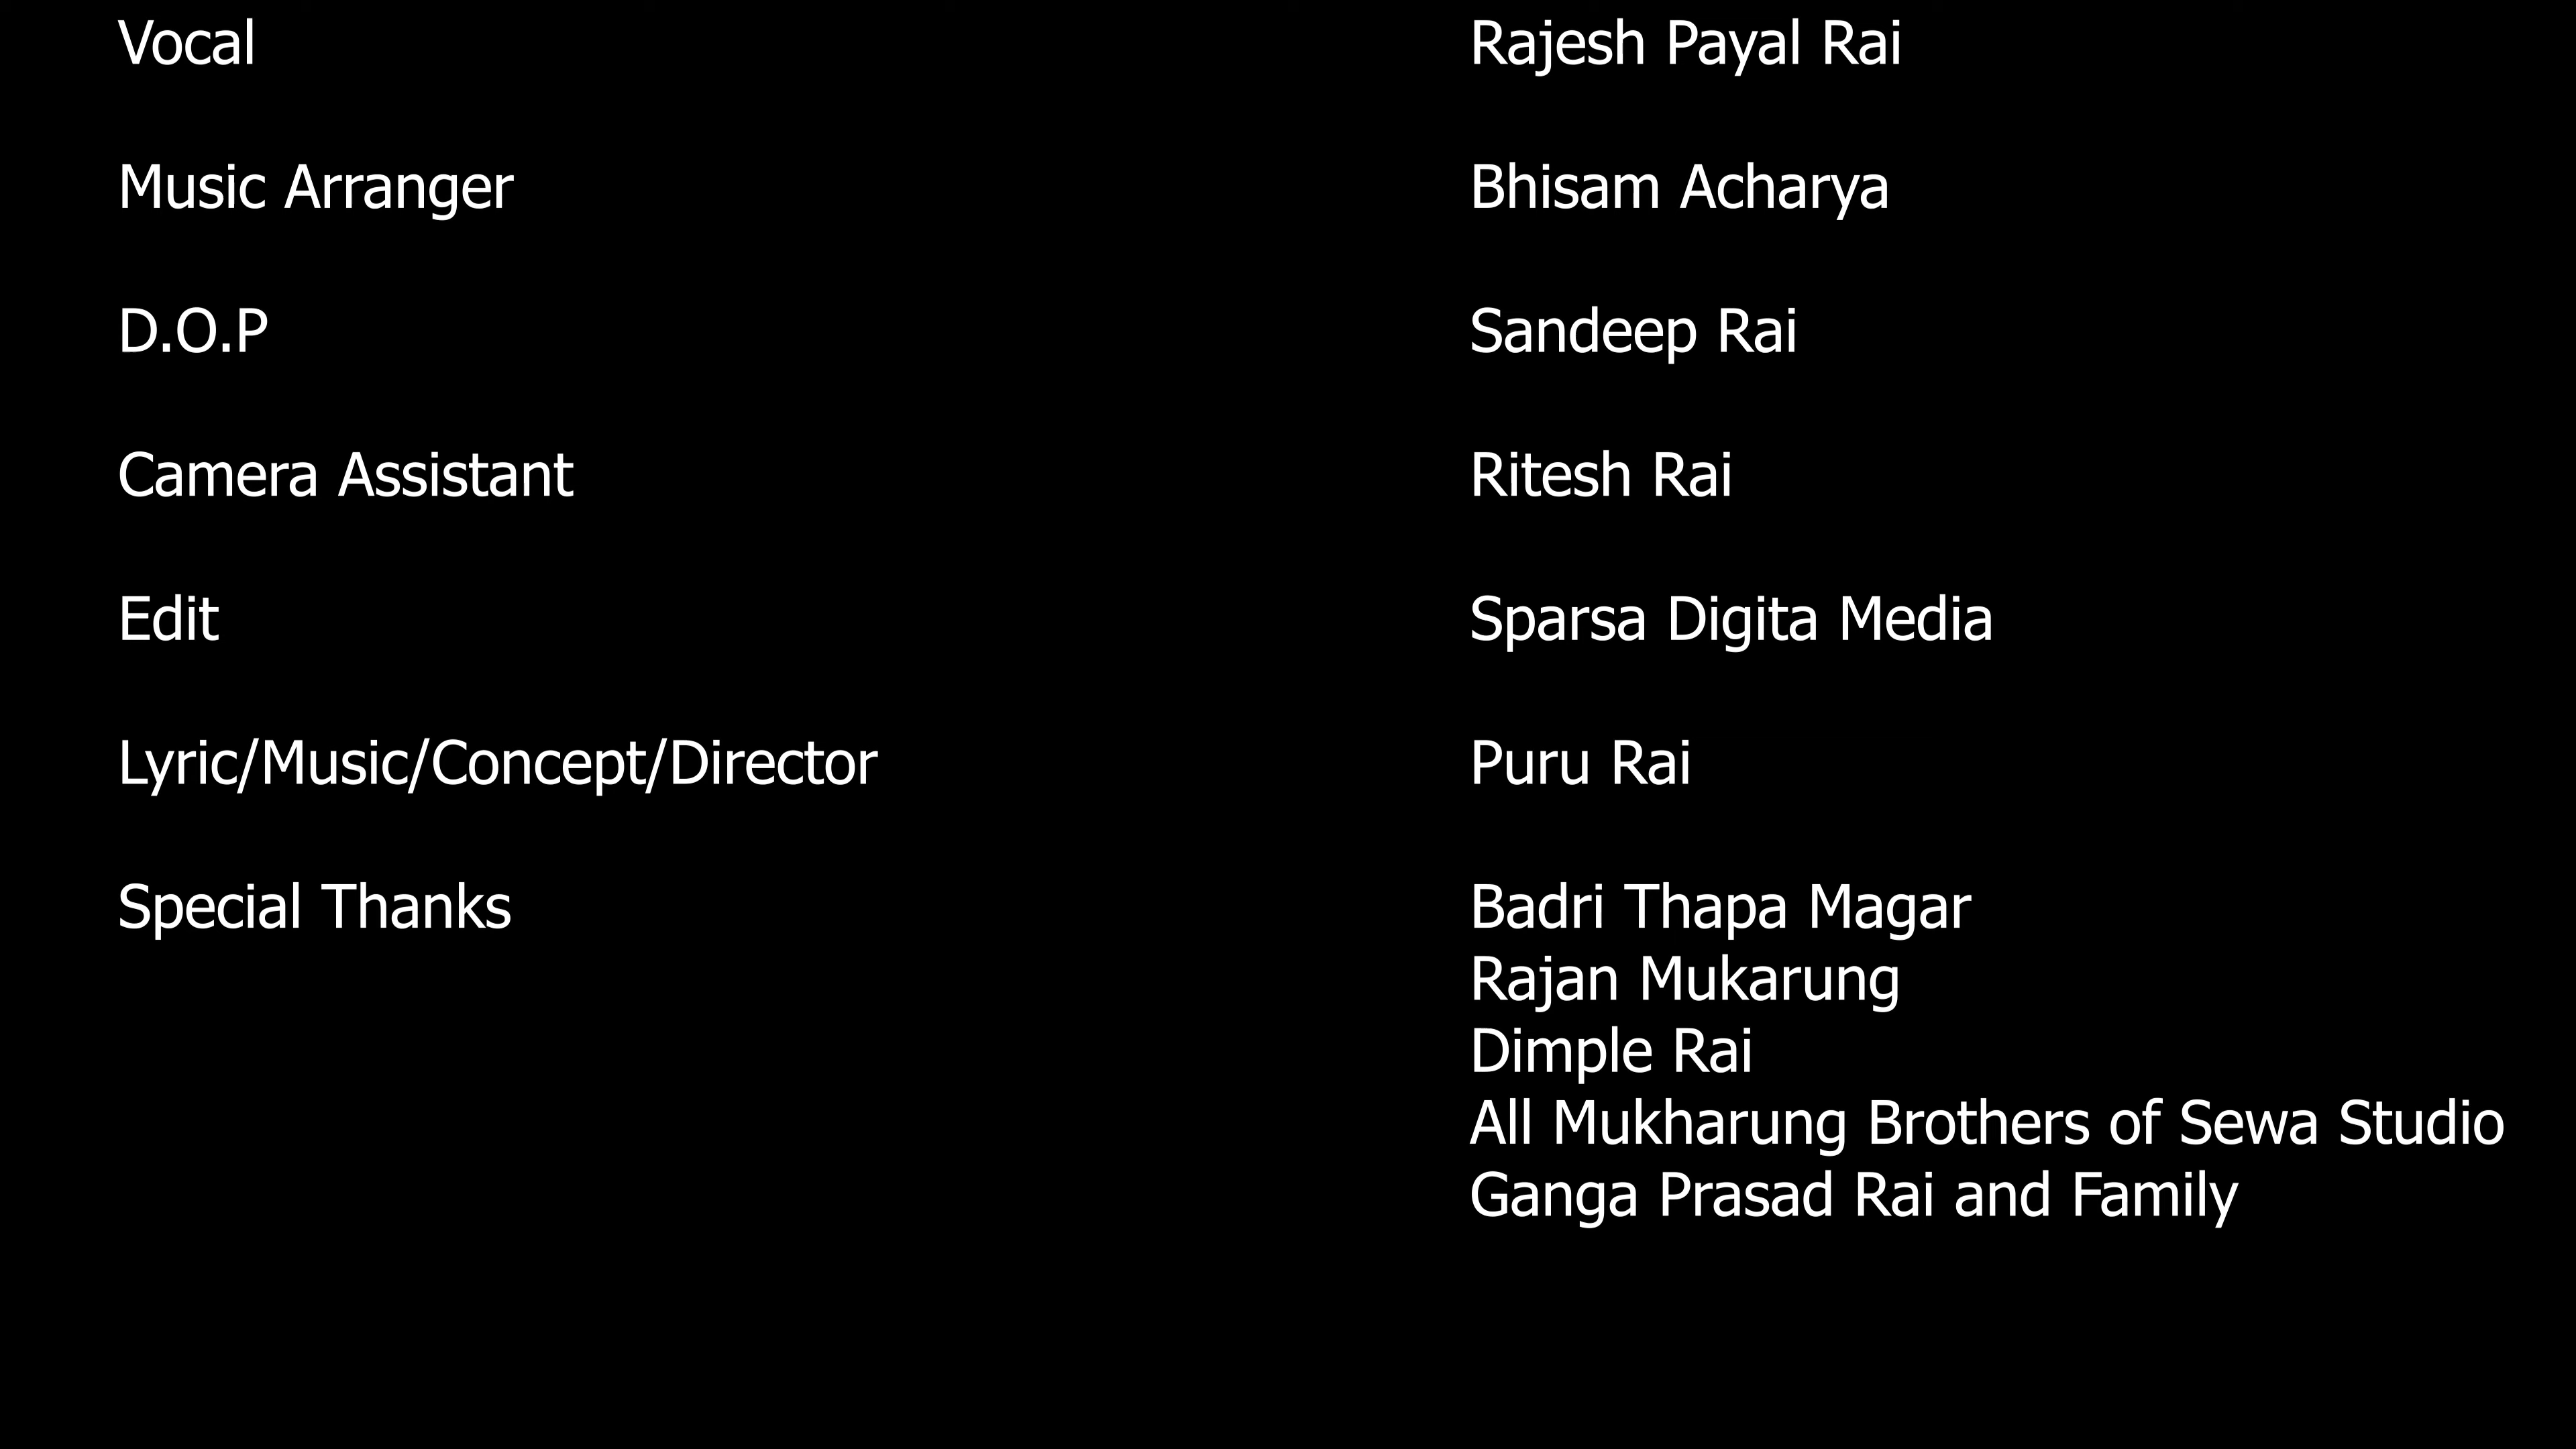 Vocal Rajesh Payal Rai
Music Arranger Bhisam Acharya
D.O.P Sandeep Rai
Camera Assistant Ritesh Rai
Edit Sparsa Digita Media
Lyric/Music/Concept/Director Puru Rai
Special Thanks Badri Thapa Magar
Rajan Mukarung
Dimple Rai
All Mukharung Brothers of Sewa Studio
Ganga Prasad Rai and Family